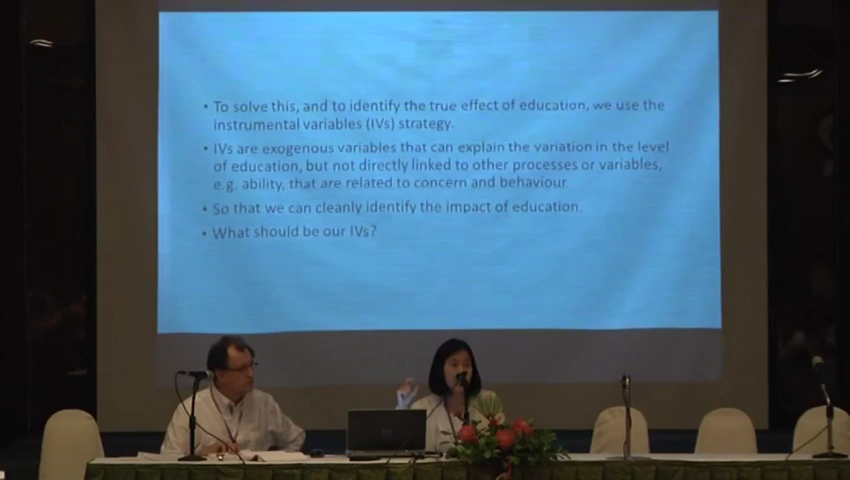 • To solve this, and to identify the true effect of education, we use the
instrumental variables (IVs) strategy.
• IVs are exogenous variables that can explain the variation in the level
of education, but not directly linked to other processes or variables,
e.g. ability, that are related to concern and behaviour
• So that we can cleanly identify the impact of education.
• What should be our IVs?